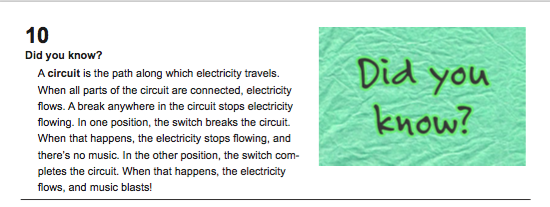 10
Did you know?
A circuit is the path along which electricity travels.
When all parts of the circuit are connected, electricity
flows. A break anywhere in the circuit stops electricity
flowing. In one position, the switch breaks the circuit.
When that happens, the electricity stops flowing, and
there's no music. In the other position, the switch com-
pletes the circuit. When that happens, the electricity
flows, and music blasts!
Did you
know?